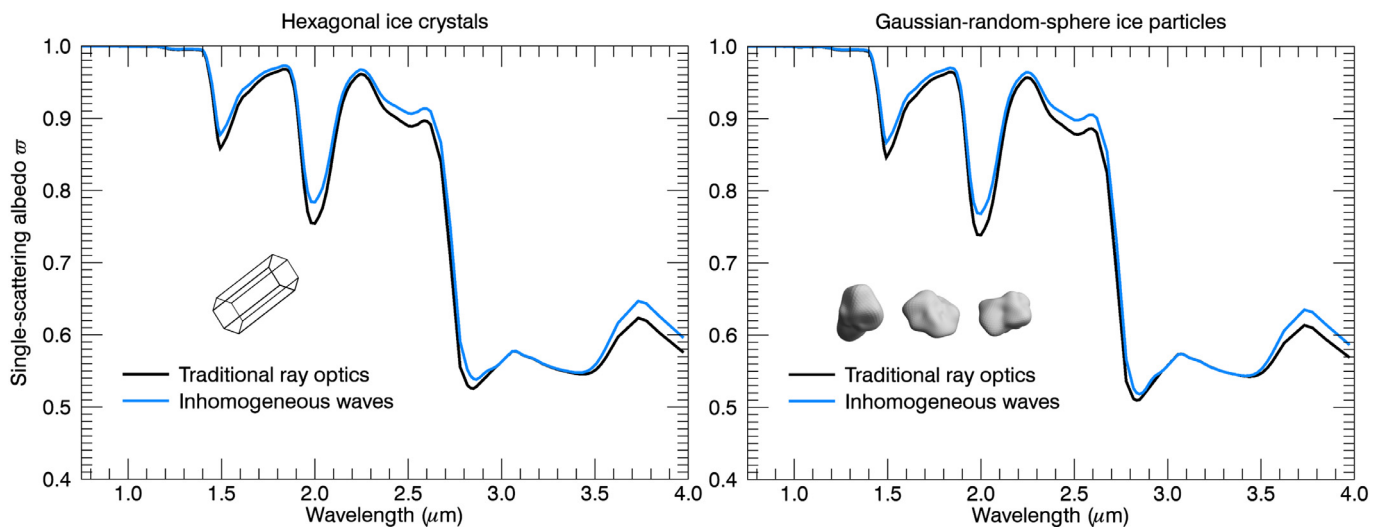 Hexagonal ice crystals
Single-scattering albedo ϖ
1.0
0.9
0.8
0.7
0.6
0.5
0.4
Traditional ray optics
Inhomogeneous waves
1.0 1.5 2.0 2.5 3.0 3.5 4.0
Wavelength (μm)
Gaussian-random-sphere ice particles
1.0
0.9
0.8
0.7
0.6
0.5
0.4
Traditional ray optics
Inhomogeneous waves
1.0 1.5 2.0 2.5 3.0 3.5 4.0
Wavelength (μm)